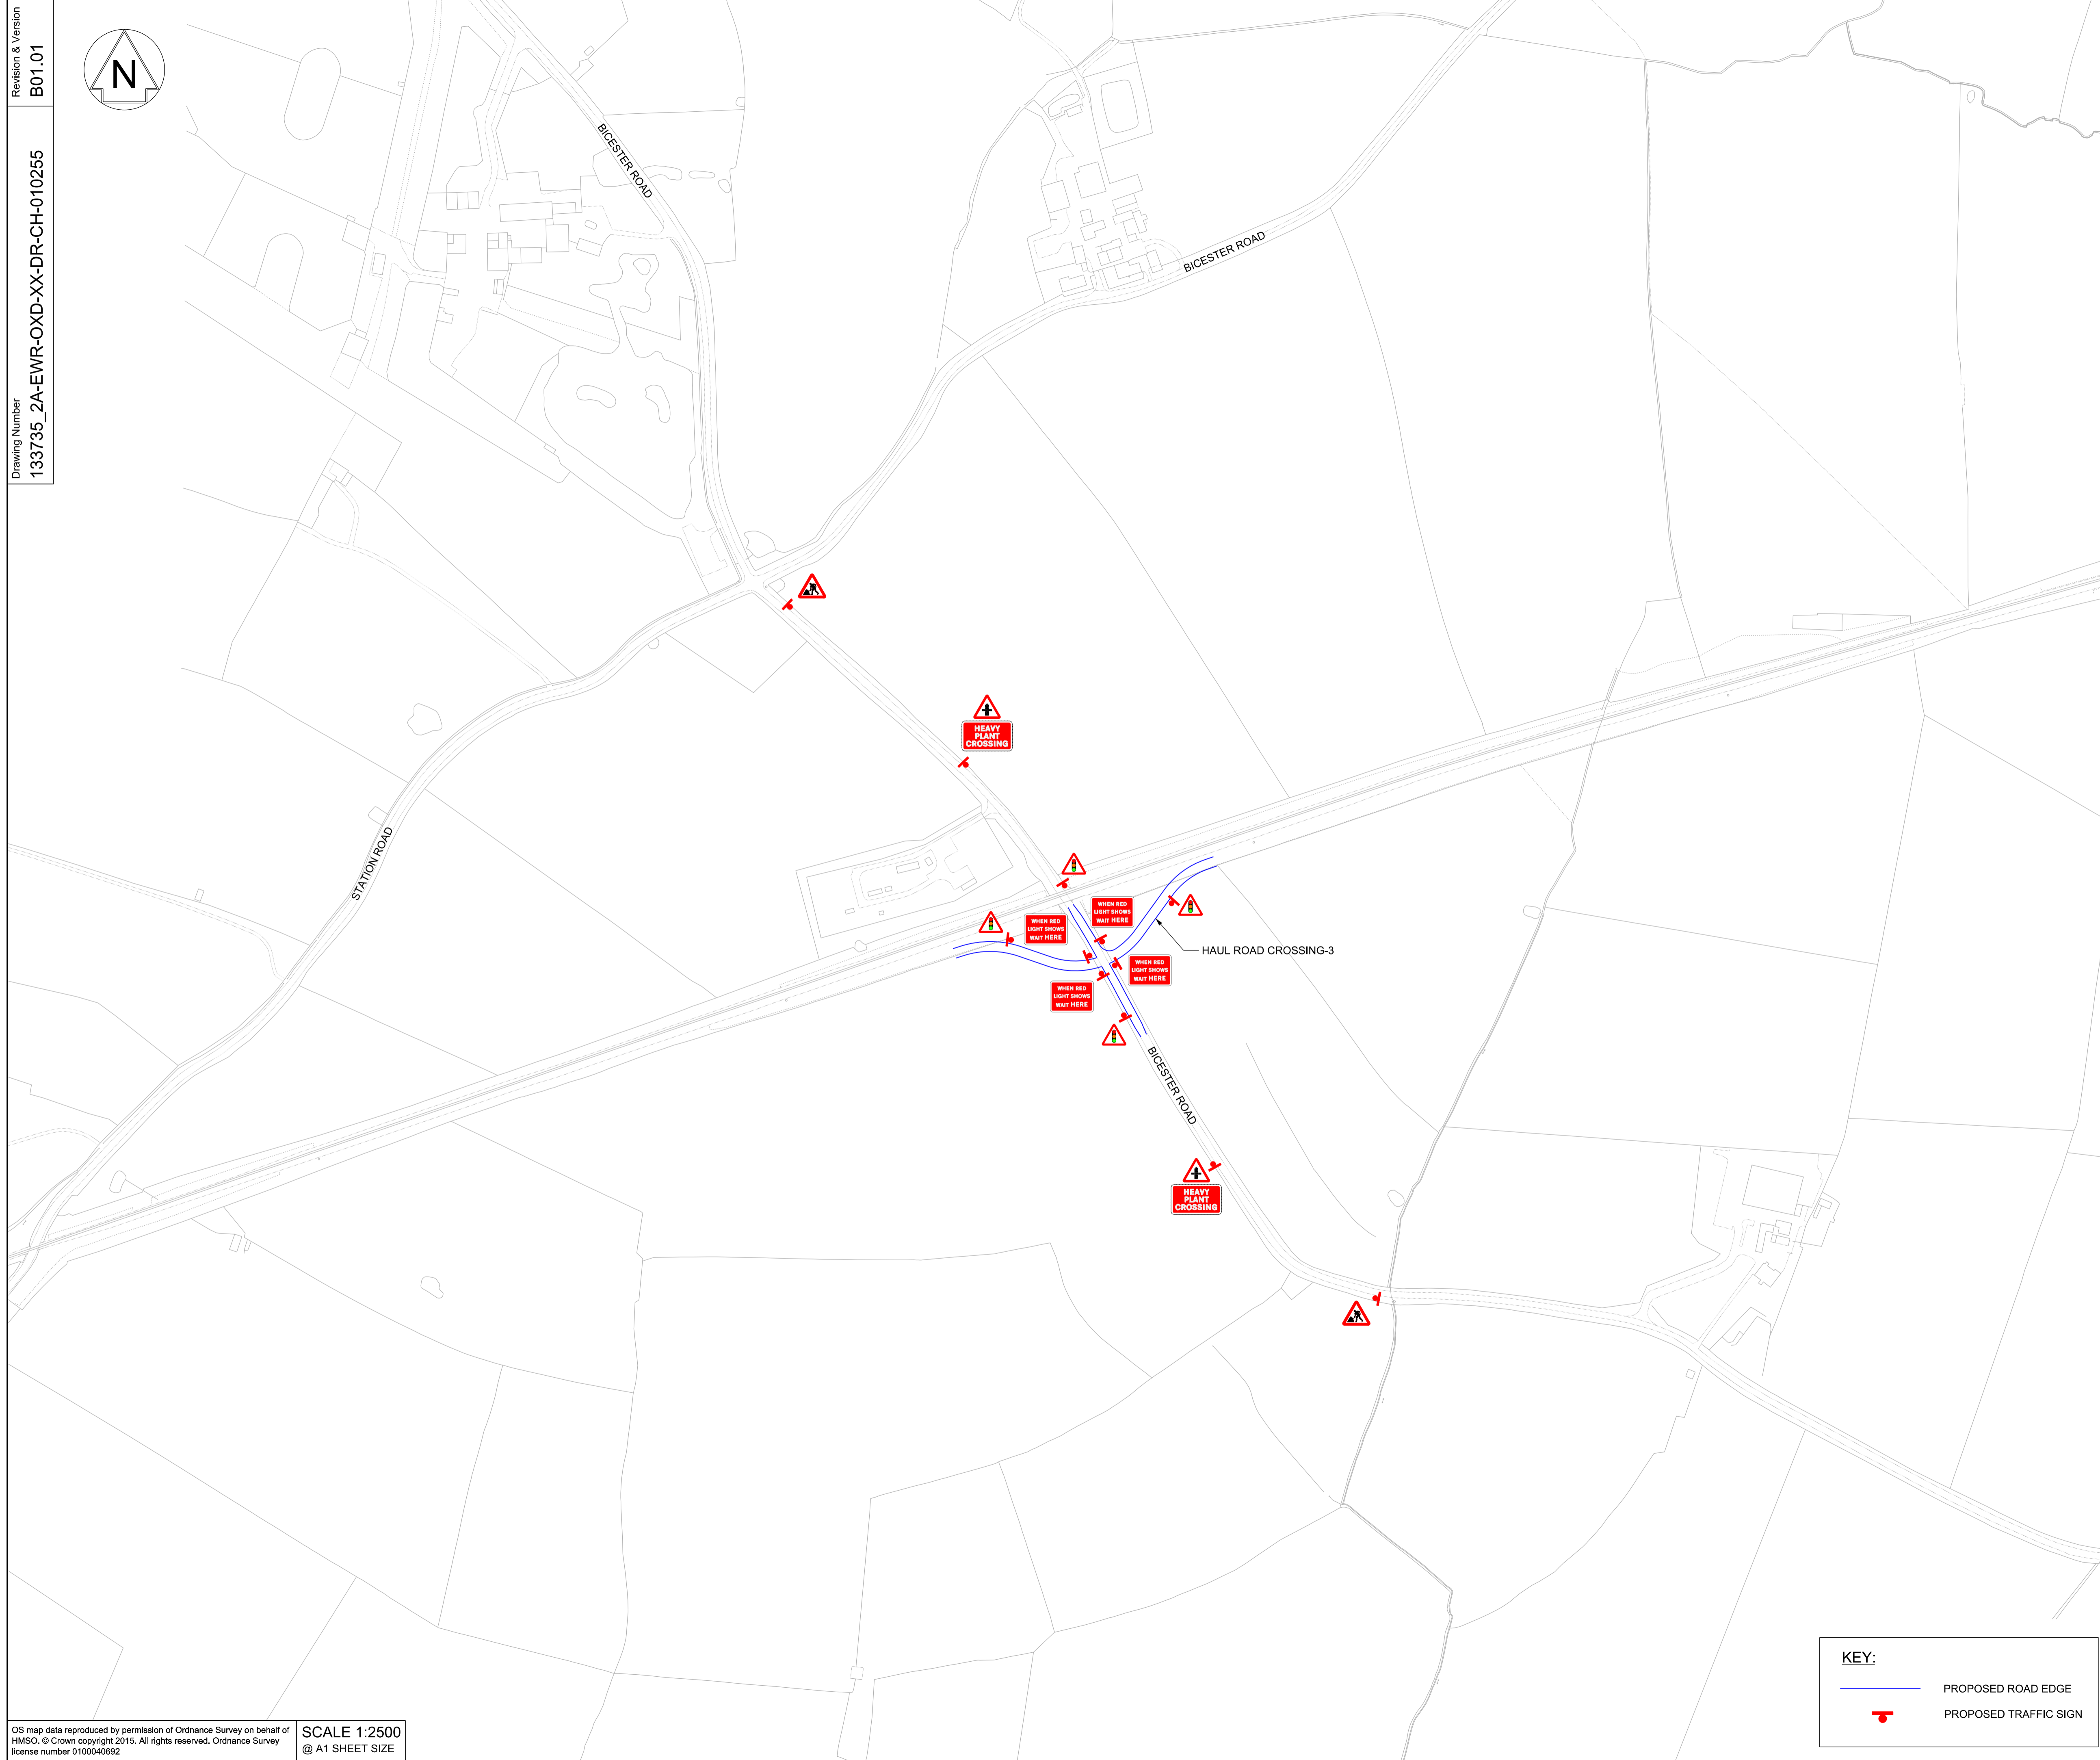 Revision & Version
B01.01
Drawing Number
133735_2A-EWR-OXD-XX-DR-CH-010255
N
BICESTER ROAD
BICESTER ROAD
HEAVY
PLANT
CROSSING
STATION ROAD
WHEN RED
LIGHT SHOWS
WAIT HERE
WHEN RED
LIGHT SHOWS
WAIT HERE
HAUL ROAD CROSSING-3
WHEN RED
LIGHT SHOWS
WAIT HERE
WHEN RED
LIGHT SHOWS
WAIT HERE
BICESTER ROAD
HEAVY
PLANT
CROSSING
KEY:
PROPOSED ROAD EDGE
PROPOSED TRAFFIC SIGN
OS map data reproduced by permission of Ordnance Survey on behalf of
HMSO. © Crown copyright 2015. All rights reserved. Ordnance Survey
license number 0100040692
SCALE 1:2500
@ A1 SHEET SIZE